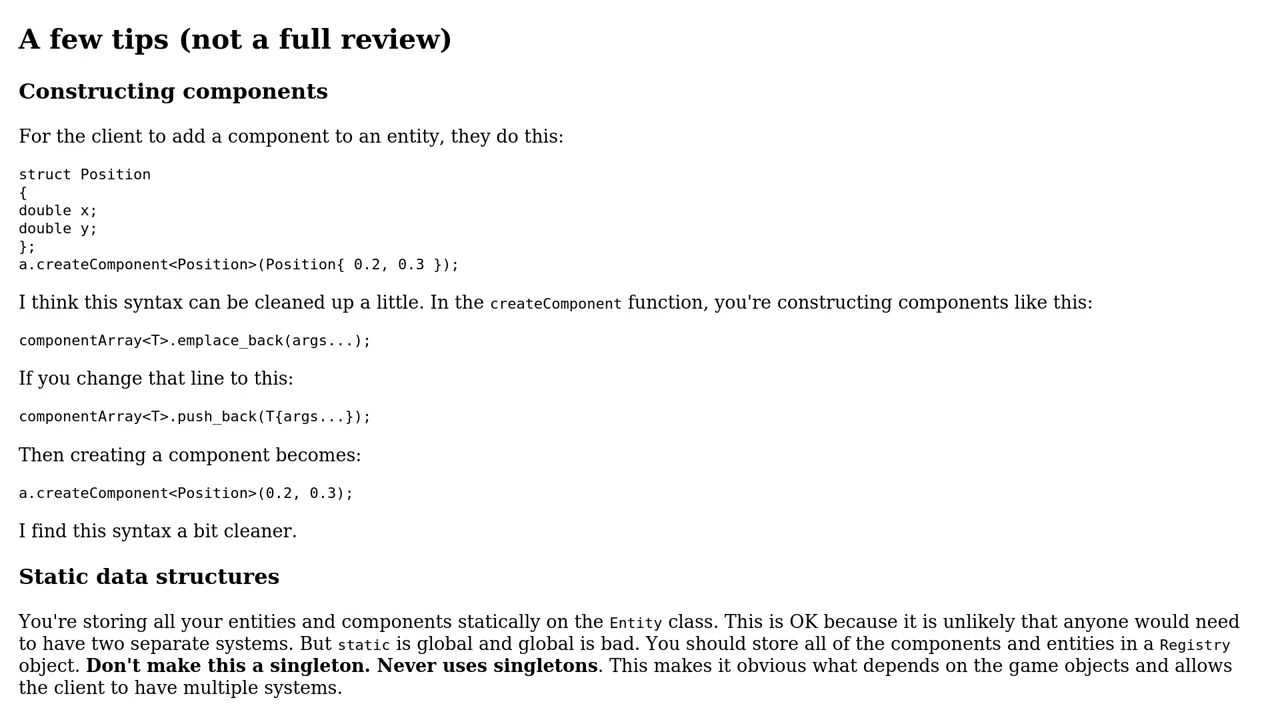 A few tips (not a full review)
Constructing components
For the client to add a component to an entity, they do this:
struct Position
{
double x;
double y;
};
a.createComponent<Position>(Position{ 0.2, 0.3 });
I think this syntax can be cleaned up a little. In the createComponent function, you're constructing components like this:
componentArray<T>.emplace_back(args...);
If you change that line to this:
componentArray<T>.push_back(T{args...});
Then creating a component becomes:
a.createComponent<Position>(0.2, 0.3);
I find this syntax a bit cleaner.
Static data structures
You're storing all your entities and components statically on the Entity class. This is OK because it is unlikely that anyone would need
to have two separate systems. But static is global and global is bad. You should store all of the components and entities in a Registry
object. Don't make this a singleton. Never uses singletons. This makes it obvious what depends on the game objects and allows
the client to have multiple systems.